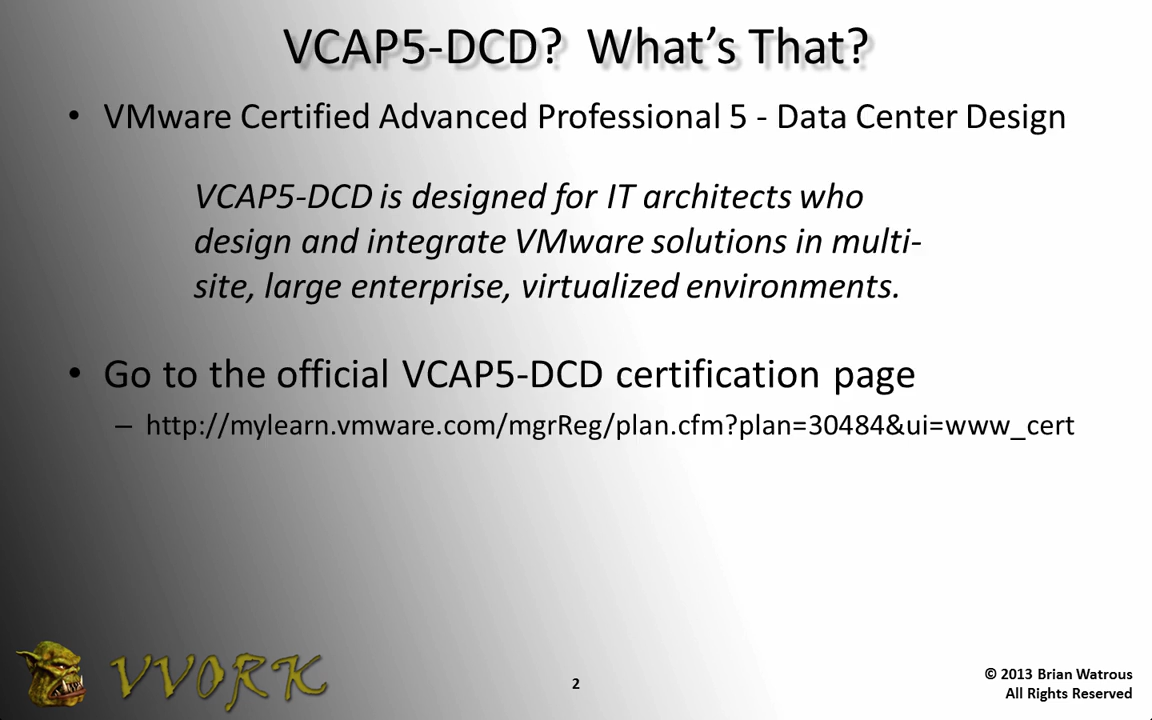 VCAP5-DCD? What’s That?
• VMware Certified Advanced Professional 5 - Data Center Design
VCAP5-DCD is designed for IT architects who
design and integrate VMware solutions in multi-
site, large enterprise, virtualized environments.
• Go to the official VCAP5-DCD certification page
– http://mylearn.vmware.com/mgrReg/plan.cfm?plan=30484&ui=www_cert
VVORK
2
© 2013 Brian Watrous
All Rights Reserved